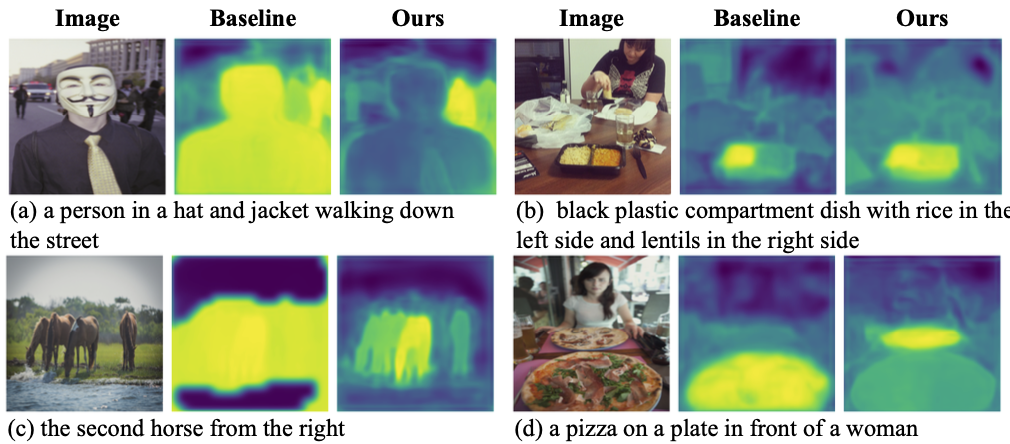 Image Baseline Ours Image Baseline Ours
(a) a person in a hat and jacket walking down
the street
(b) black plastic compartment dish with rice in the
left side and lentils in the right side
(c) the second horse from the right
(d) a pizza on a plate in front of a woman